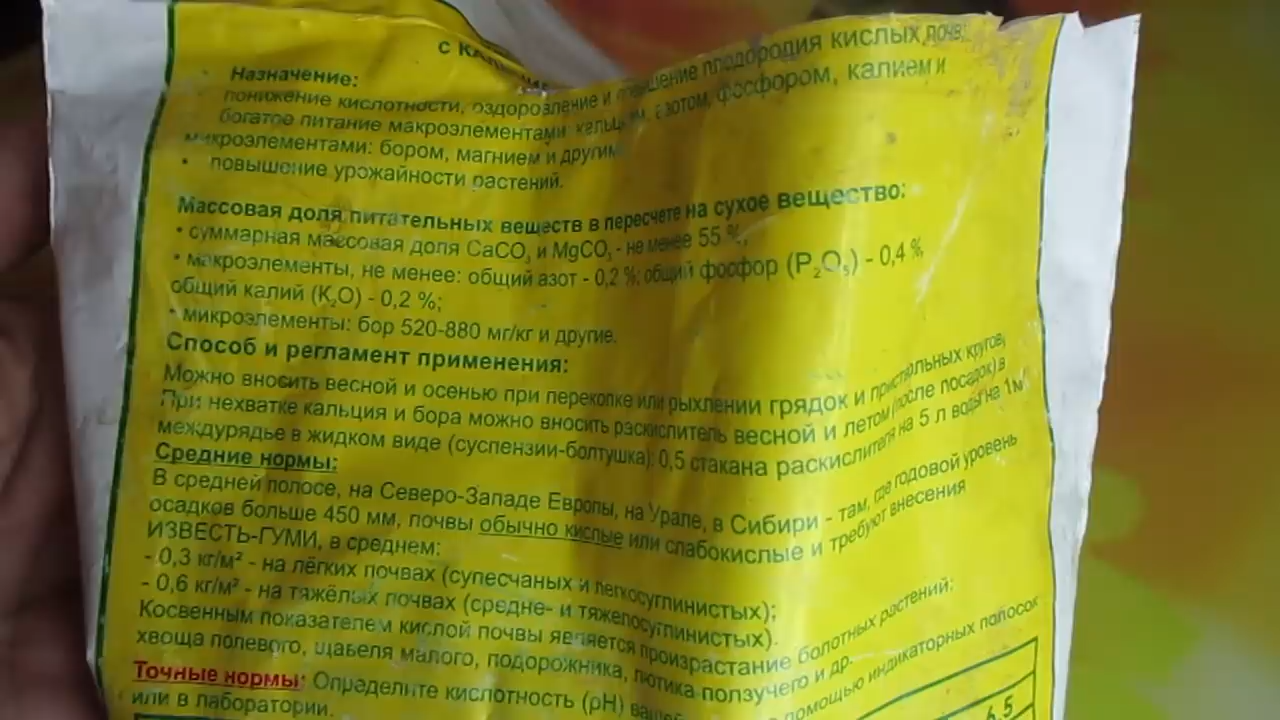 с
Назначение:
понижение кислотности, оздоровление и повышение плодородия кислых почв;
богатое питание макроэлементами: кальцием, азотом, фосфором, калием и
микроэлементами: бором, магнием и другим
• повышение урожайности растений.
Массовая доля питательных веществ в пересчете на сухое вещество:
• суммарная массовая доля CaCO₃ и MgCO₃ - не менее 55 %;
• макроэлементы, не менее: общий азот - 0,2 %; общий фосфор (P₂O₅) - 0,4 %
общий калий (K₂O) - 0,2 %;
• микроэлементы: бор 520-880 мг/кг и другие.
Способ и регламент применения:
Можно вносить весной и осенью при перекопке или рыхлении грядок и приствольных кругов,
При нехватке кальция и бора можно вносить раскислитель весной и летом (после посадок) в
междурядье в жидком виде (суспензии-болтушка): 0,5 стакана раскислителя на 5 л воды на 1м
Средние нормы:
В средней полосе, на Северо-Западе Европы, на Урале, в Сибири - там, где годовой уровень
осадков больше 450 мм, почвы обычно кислые или слабокислые и требуют внесения
ИЗВЕСТЬ-ГУМИ, в среднем:
- 0,3 кг/м² - на лёгких почвах (супесчаных и легкосуглинистых);
- 0,6 кг/м² - на тяжёлых почвах (средне- и тяжелосуглинистых).
Косвенным показателем кислой почвы является произрастание болотных растений:
хвоща полевого, щавеля малого, подорожника, лютика ползучего и др.
Точные нормы: Определите кислотность (pH) помощью индикаторных полосок
или в лаборатории.
6,5